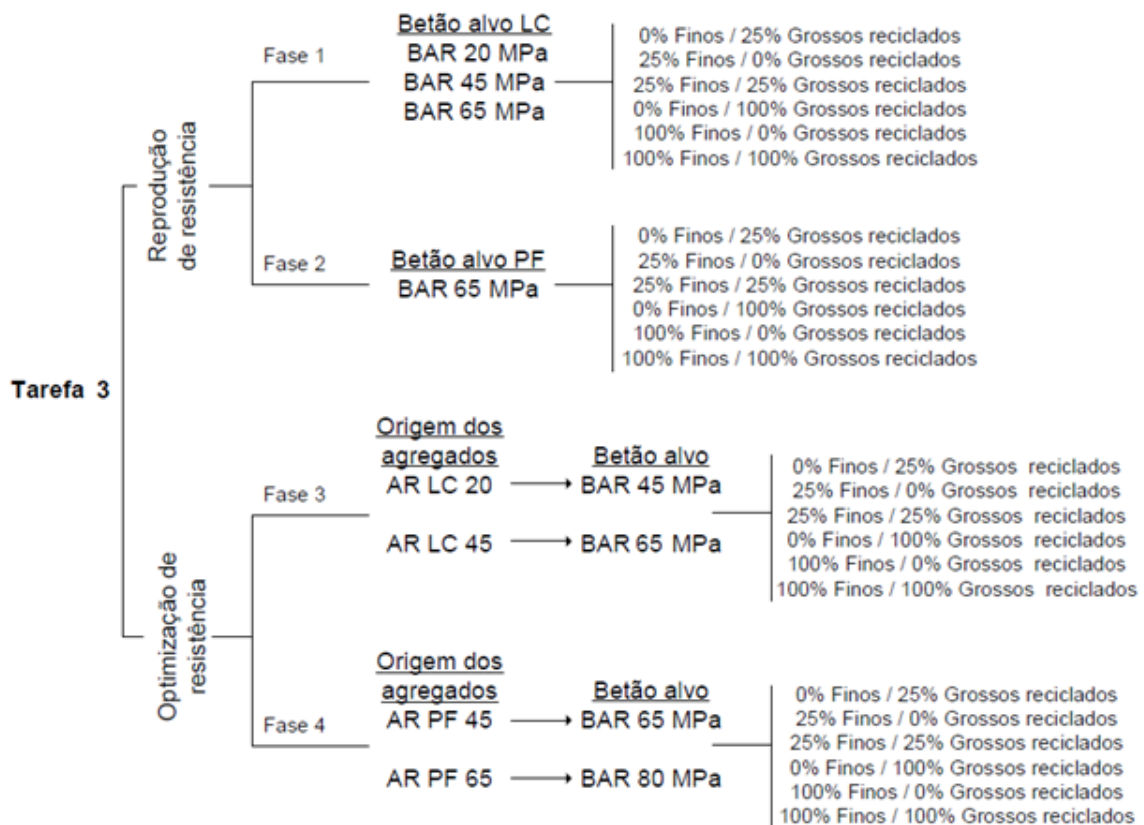 Tarefa 3
Reprodução
de resistência
Fase 1
Betão alvo LC
BAR 20 MPa
BAR 45 MPa
BAR 65 MPa
0% Finos / 25% Grossos reciclados
25% Finos / 0% Grossos reciclados
25% Finos / 25% Grossos reciclados
0% Finos / 100% Grossos reciclados
100% Finos / 0% Grossos reciclados
100% Finos / 100% Grossos reciclados
Fase 2
Betão alvo PF
BAR 65 MPa
0% Finos / 25% Grossos reciclados
25% Finos / 0% Grossos reciclados
25% Finos / 25% Grossos reciclados
0% Finos / 100% Grossos reciclados
100% Finos / 0% Grossos reciclados
100% Finos / 100% Grossos reciclados
Optimização de
resistência
Fase 3
Origem dos
agregados
Betão alvo
AR LC 20 → BAR 45 MPa
AR LC 45 → BAR 65 MPa
0% Finos / 25% Grossos reciclados
25% Finos / 0% Grossos reciclados
25% Finos / 25% Grossos reciclados
0% Finos / 100% Grossos reciclados
100% Finos / 0% Grossos reciclados
100% Finos / 100% Grossos reciclados
Fase 4
Origem dos
agregados
Betão alvo
AR PF 45 → BAR 65 MPa
AR PF 65 → BAR 80 MPa
0% Finos / 25% Grossos reciclados
25% Finos / 0% Grossos reciclados
25% Finos / 25% Grossos reciclados
0% Finos / 100% Grossos reciclados
100% Finos / 0% Grossos reciclados
100% Finos / 100% Grossos reciclados